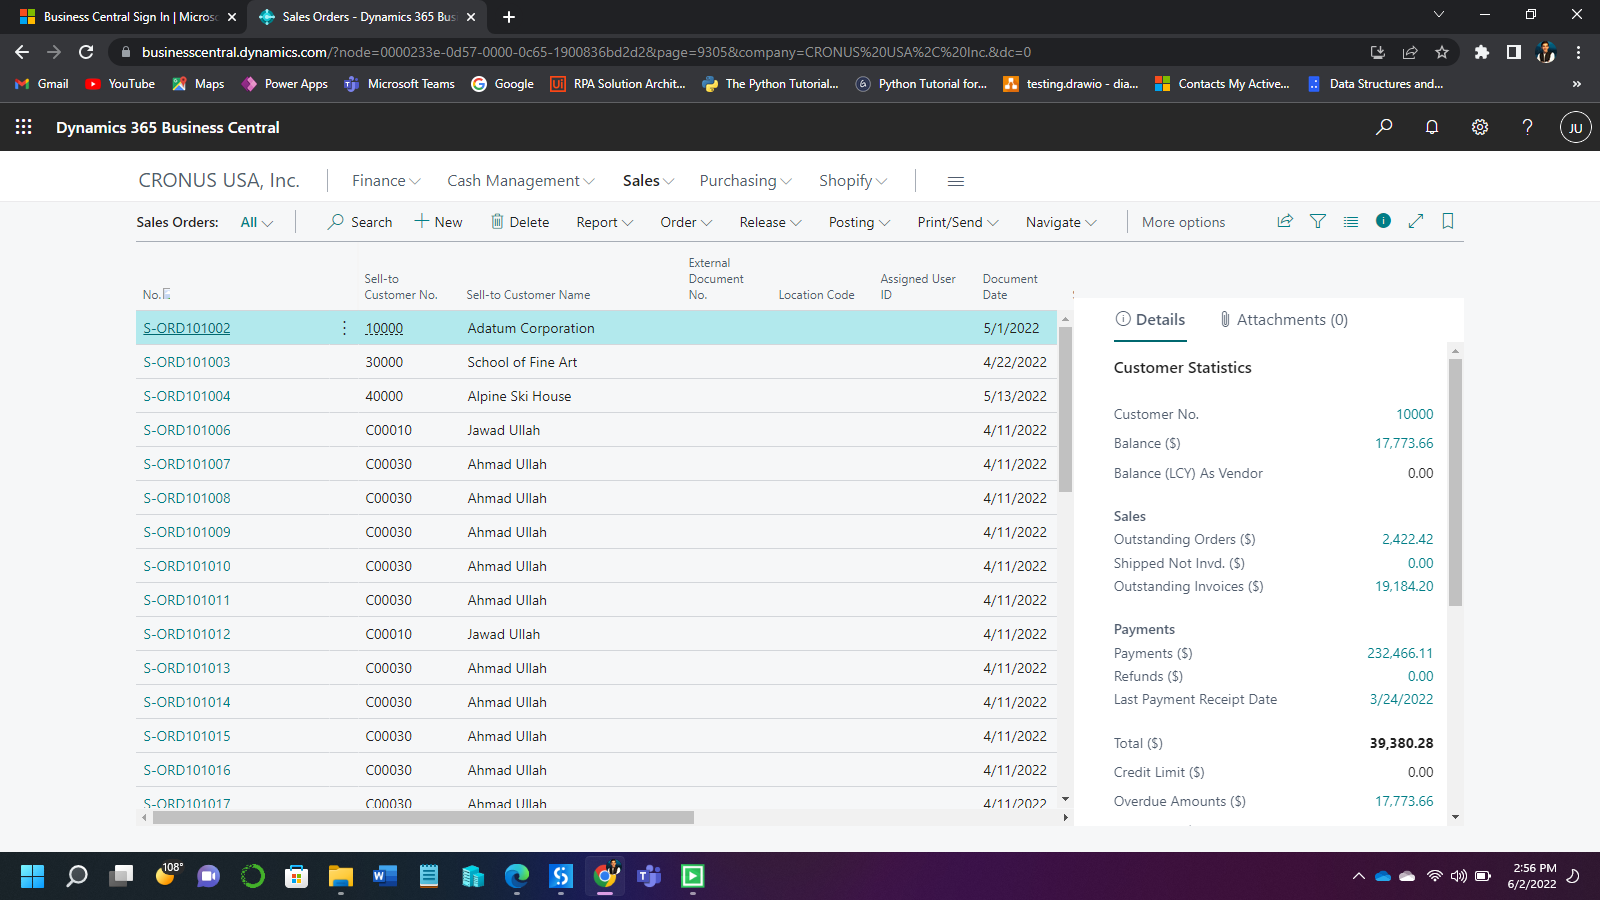 Business Central Sign In | Micros
Sales Orders - Dynamics 365 Bus
businesscentral.dynamics.com/?node=0000233e-0d57-0000-0c65-1900836bd2d2&page=9305&company=CRONUS%20USA%2C%20Inc.&dc=0
Gmail YouTube Maps Power Apps Microsoft Teams Google RPA Solution Archit... The Python Tutorial... Python Tutorial for... testing.drawio - dia... Contacts My Active... Data Structures and... »
Dynamics 365 Business Central
? JU
CRONUS USA, Inc. Finance Cash Management Sales Purchasing Shopify
Sales Orders: All Search New Delete Report Order Release Posting Print/Send Navigate More options
No. Sell-to Customer No. Sell-to Customer Name External Document No. Location Code Assigned User ID Document Date
S-ORD101002 10000 Adatum Corporation 5/1/2022
S-ORD101003 30000 School of Fine Art 4/22/2022
S-ORD101004 40000 Alpine Ski House 5/13/2022
S-ORD101006 C00010 Jawad Ullah 4/11/2022
S-ORD101007 C00030 Ahmad Ullah 4/11/2022
S-ORD101008 C00030 Ahmad Ullah 4/11/2022
S-ORD101009 C00030 Ahmad Ullah 4/11/2022
S-ORD101010 C00030 Ahmad Ullah 4/11/2022
S-ORD101011 C00030 Ahmad Ullah 4/11/2022
S-ORD101012 C00010 Jawad Ullah 4/11/2022
S-ORD101013 C00030 Ahmad Ullah 4/11/2022
S-ORD101014 C00030 Ahmad Ullah 4/11/2022
S-ORD101015 C00030 Ahmad Ullah 4/11/2022
S-ORD101016 C00030 Ahmad Ullah 4/11/2022
S-ORD101017 C00030 Ahmad Ullah 4/11/2022
Details Attachments (0)
Customer Statistics
Customer No. 10000
Balance ($) 17,773.66
Balance (LCY) As Vendor 0.00
Sales
Outstanding Orders ($) 2,422.42
Shipped Not Invd. ($) 0.00
Outstanding Invoices ($) 19,184.20
Payments
Payments ($) 232,466.11
Refunds ($) 0.00
Last Payment Receipt Date 3/24/2022
Total ($) 39,380.28
Credit Limit ($) 0.00
Overdue Amounts ($) 17,773.66
108°
2:56 PM
6/2/2022